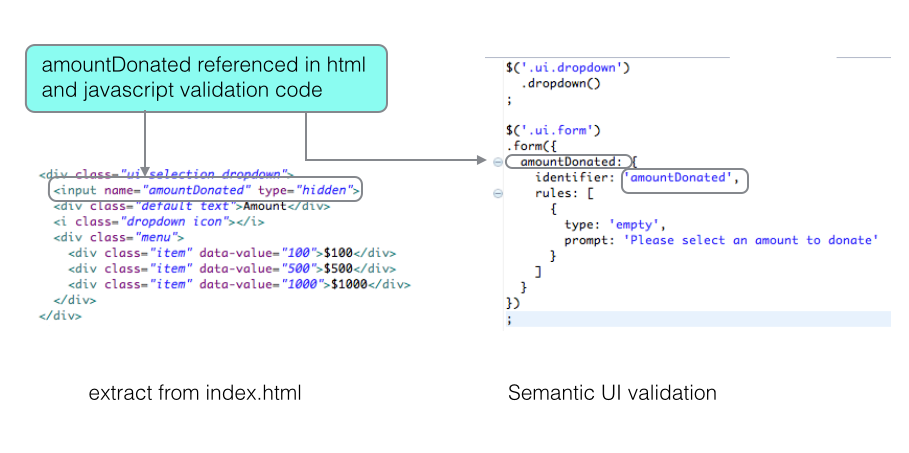 amountDonated referenced in html
and javascript validation code
<div class="ui selection dropdown">
<input name="amountDonated" type="hidden">
<div class="default text">Amount</div>
<i class="dropdown icon"></i>
<div class="menu">
<div class="item" data-value="100">$100</div>
<div class="item" data-value="500">$500</div>
<div class="item" data-value="1000">$1000</div>
</div>
</div>
extract from index.html
$('.ui.dropdown')
.dropdown()
;
$('.ui.form')
.form({
amountDonated: {
identifier: 'amountDonated',
rules: [
{
type: 'empty',
prompt: 'Please select an amount to donate'
}
]
}
})
;
Semantic UI validation